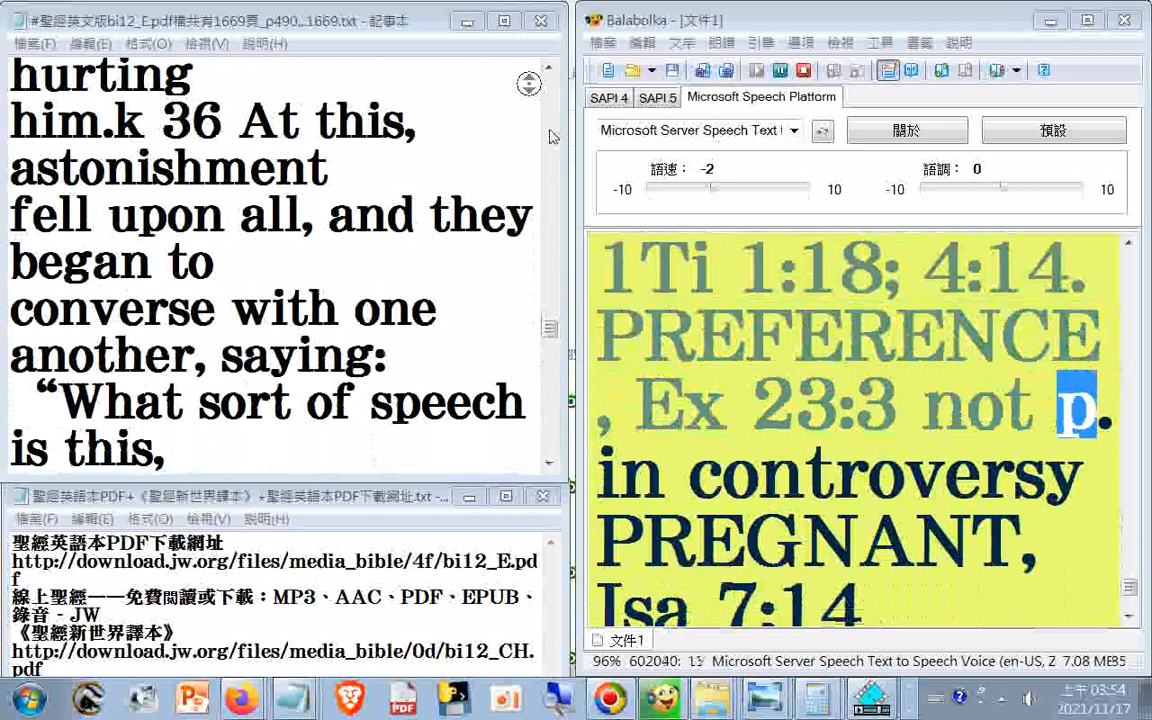 #聖經英文版bi12_E.pdf檔共有1669頁_p490...1669.txt - 記事本
檔案(F) 編輯(E) 格式(O) 檢視(V) 說明(H)
hurting
him.k 36 At this,
astonishment
fell upon all, and they
began to
converse with one
another, saying:
“What sort of speech
is this,
聖經英語本PDF+《聖經新世界譯本》+聖經英語本PDF下載網址.txt -...
檔案(F) 編輯(E) 格式(O) 檢視(V) 說明(H)
聖經英語本PDF下載網址
http://download.jw.org/files/media_bible/4f/bi12_E.pd
f
線上聖經——免費閱讀或下載：MP3、AAC、PDF、EPUB、
錄音 - JW
《聖經新世界譯本》
http://download.jw.org/files/media_bible/0d/bi12_CH.
pdf
Balabolka - [文件1]
檔案 編輯 文字 朗讀 引擎 選項 檢視 工具 書籤 說明
SAPI 4 SAPI 5 Microsoft Speech Platform
Microsoft Server Speech Text 關於 預設
語速： -2 語調： 0
-10 10 -10 10
1Ti 1:18; 4:14.
PREFERENCE
, Ex 23:3 not p.
in controversy
PREGNANT,
Isa 7:14
文件1
96% 602040: Microsoft Server Speech Text to Speech Voice (en-US, Z 7.08 MB
上午 03:54
2021/11/17